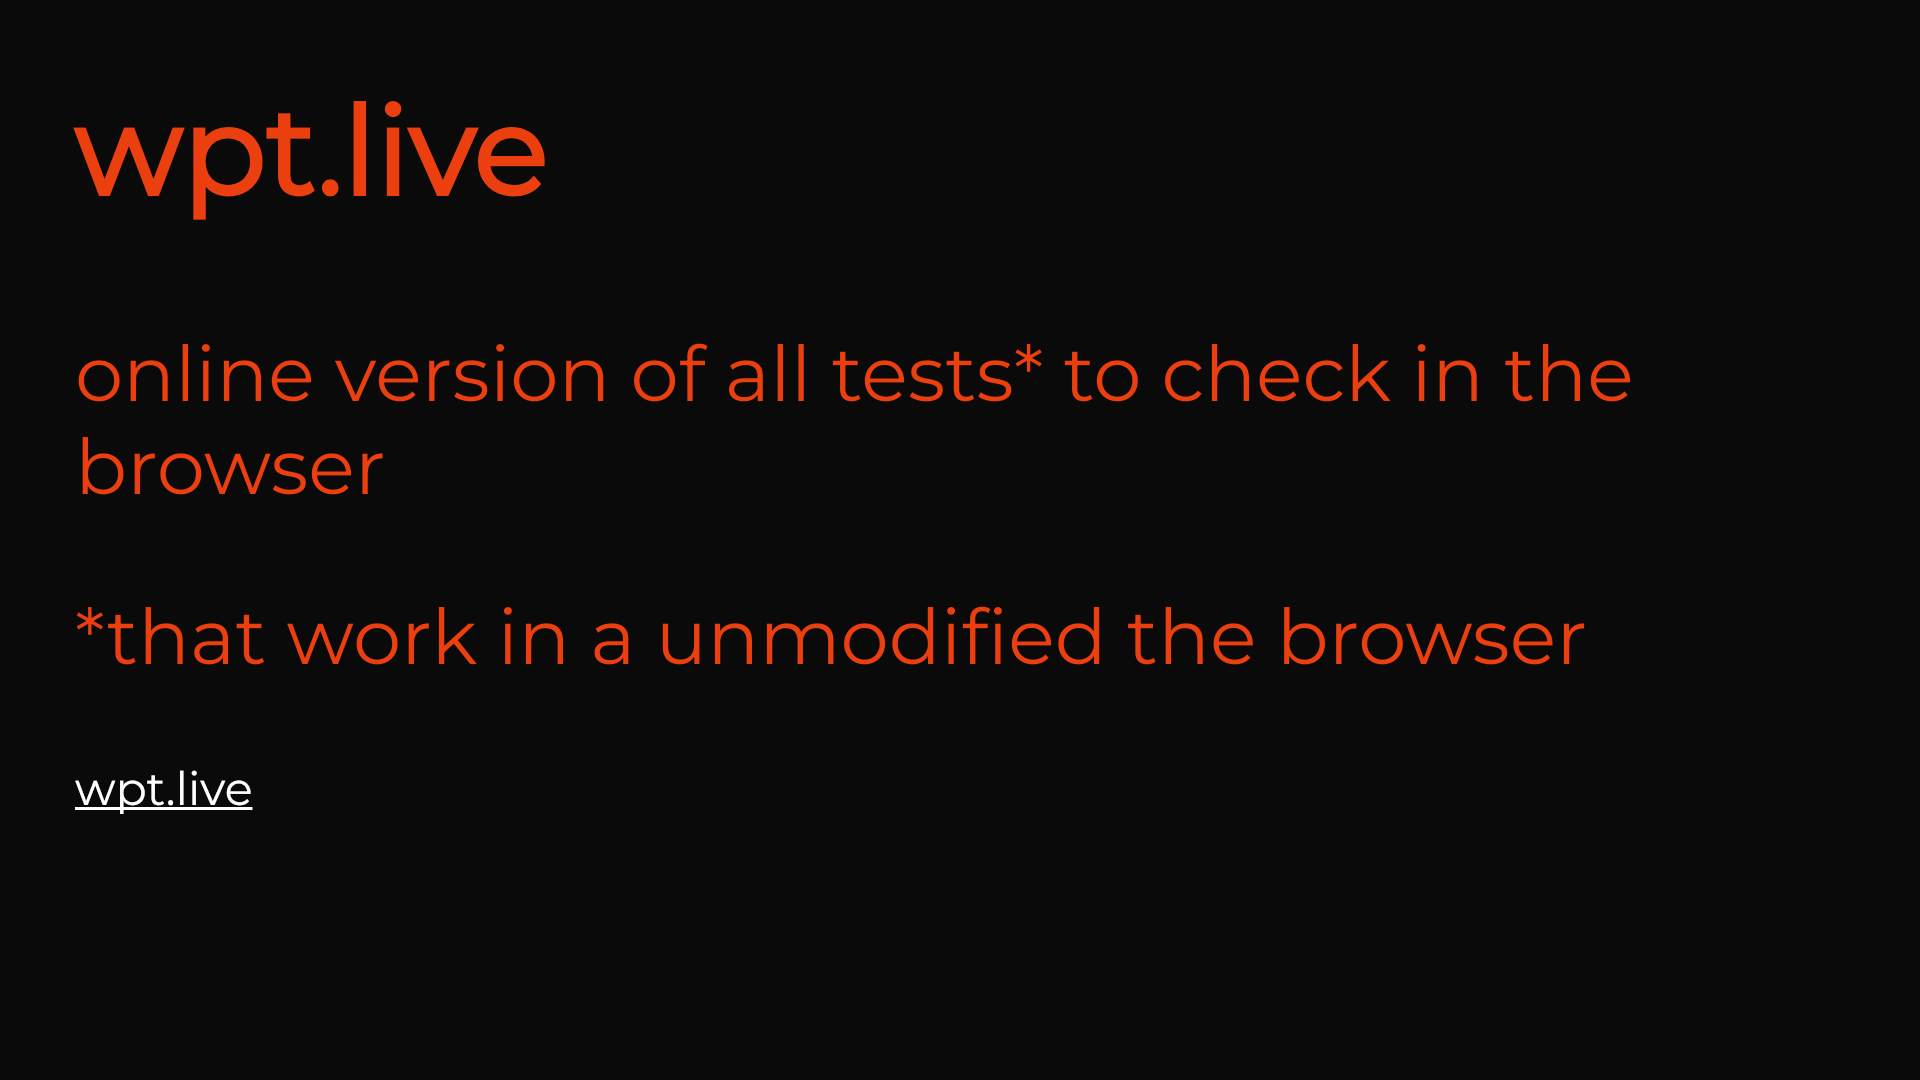 wpt.live
online version of all tests* to check in the
browser
*that work in a unmodified the browser
wpt.live